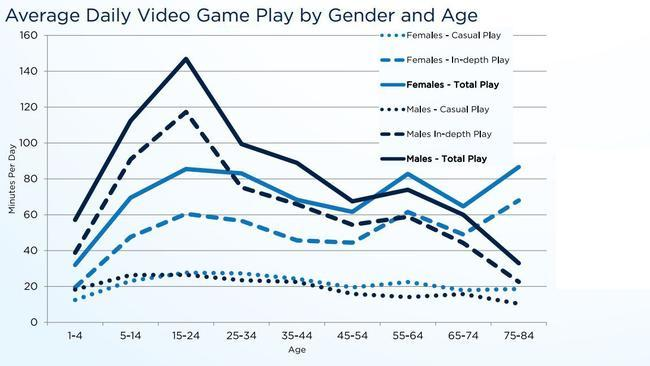 Average Daily Video Game Play by Gender and Age
160
140
120
100
80
60
40
20
0
Minutes Per Day
Females - Casual Play
Females - In-depth Play
Females - Total Play
Males - Casual Play
Males In-depth Play
Males - Total Play
1-4 5-14 15-24 25-34 35-44 45-54 55-64 65-74 75-84
Age